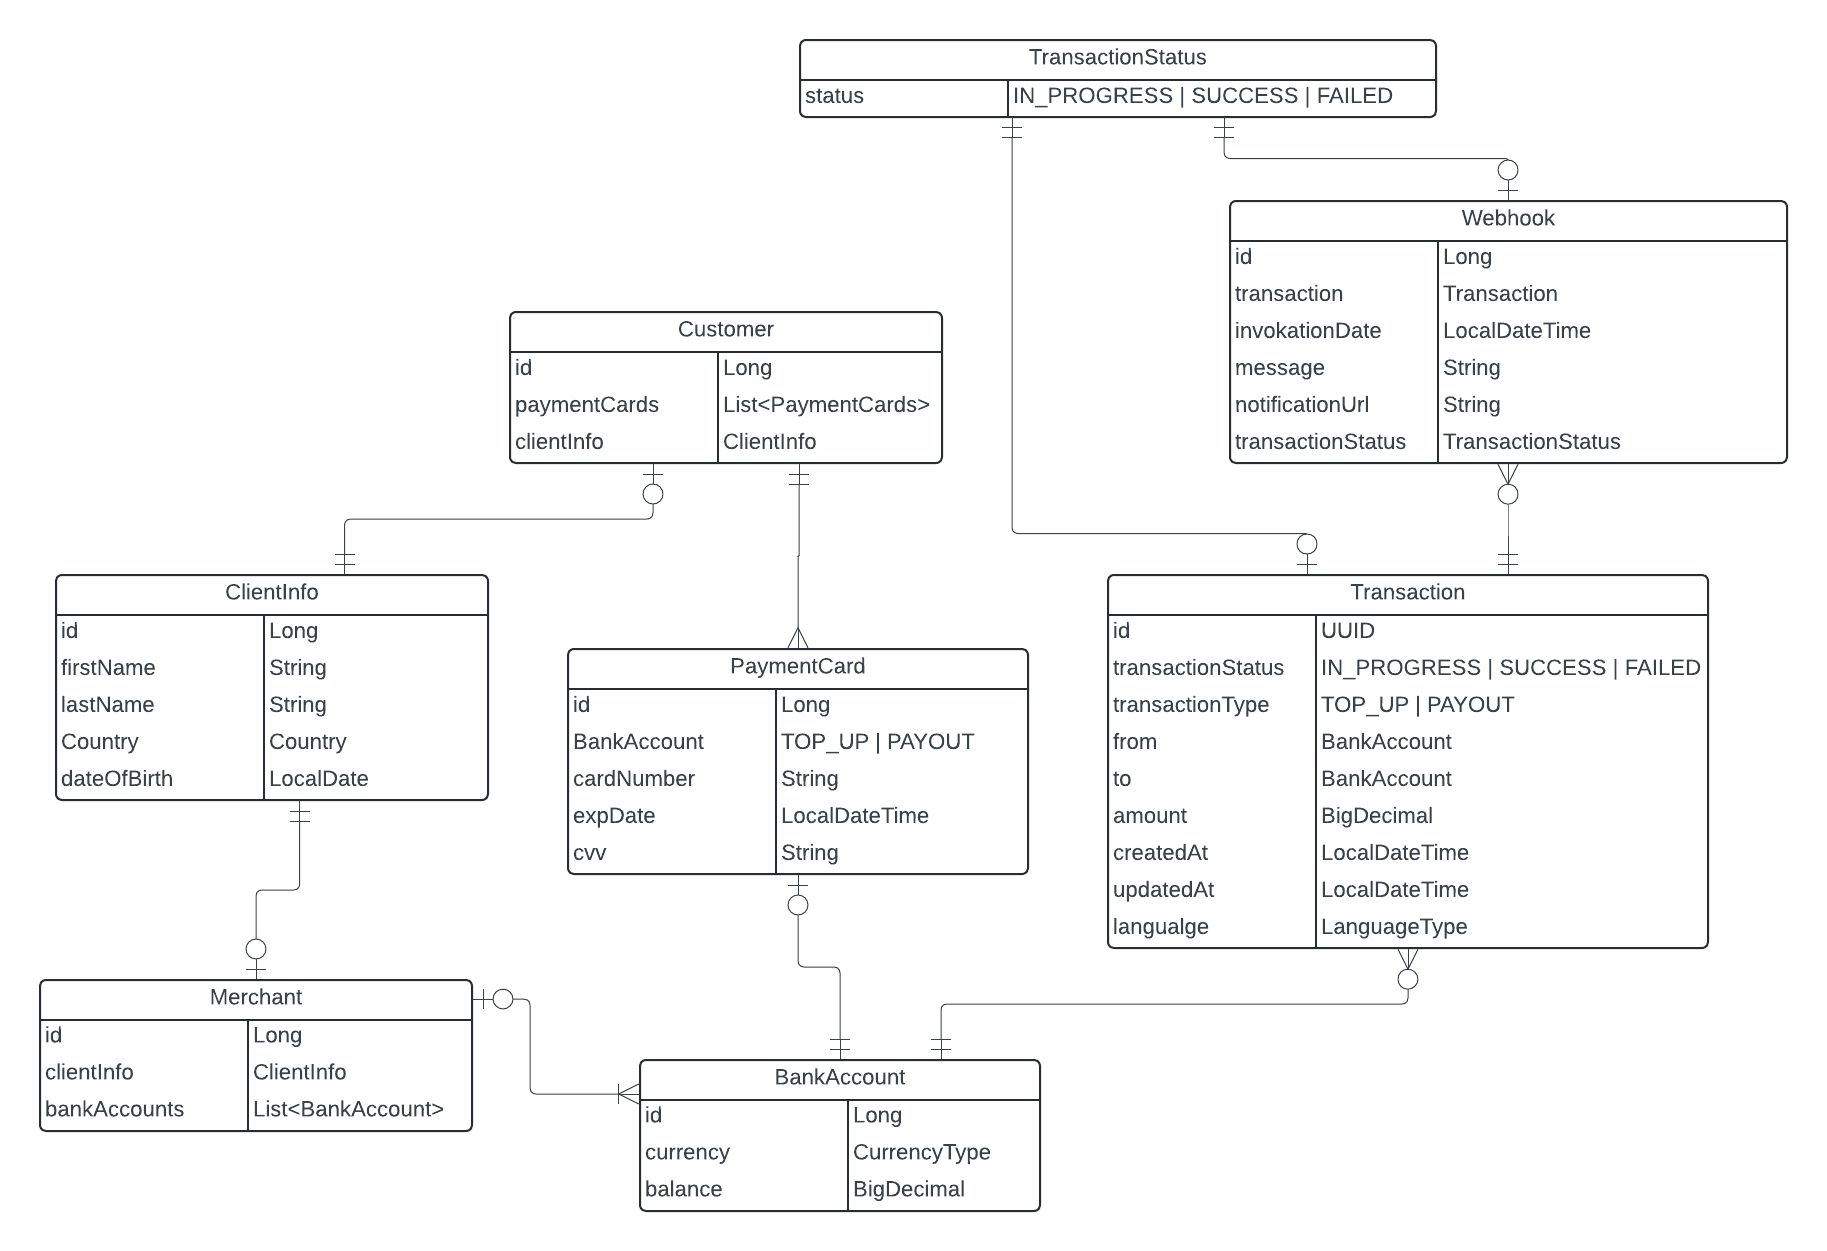 TransactionStatus
status IN_PROGRESS | SUCCESS | FAILED
Webhook
id Long
transaction Transaction
invokationDate LocalDateTime
message String
notificationUrl String
transactionStatus TransactionStatus
Customer
id Long
paymentCards List<PaymentCards>
clientInfo ClientInfo
ClientInfo
id Long
firstName String
lastName String
Country Country
dateOfBirth LocalDate
PaymentCard
id Long
BankAccount TOP_UP | PAYOUT
cardNumber String
expDate LocalDateTime
cvv String
Transaction
id UUID
transactionStatus IN_PROGRESS | SUCCESS | FAILED
transactionType TOP_UP | PAYOUT
from BankAccount
to BankAccount
amount BigDecimal
createdAt LocalDateTime
updatedAt LocalDateTime
langualge LanguageType
Merchant
id Long
clientInfo ClientInfo
bankAccounts List<BankAccount>
BankAccount
id Long
currency CurrencyType
balance BigDecimal